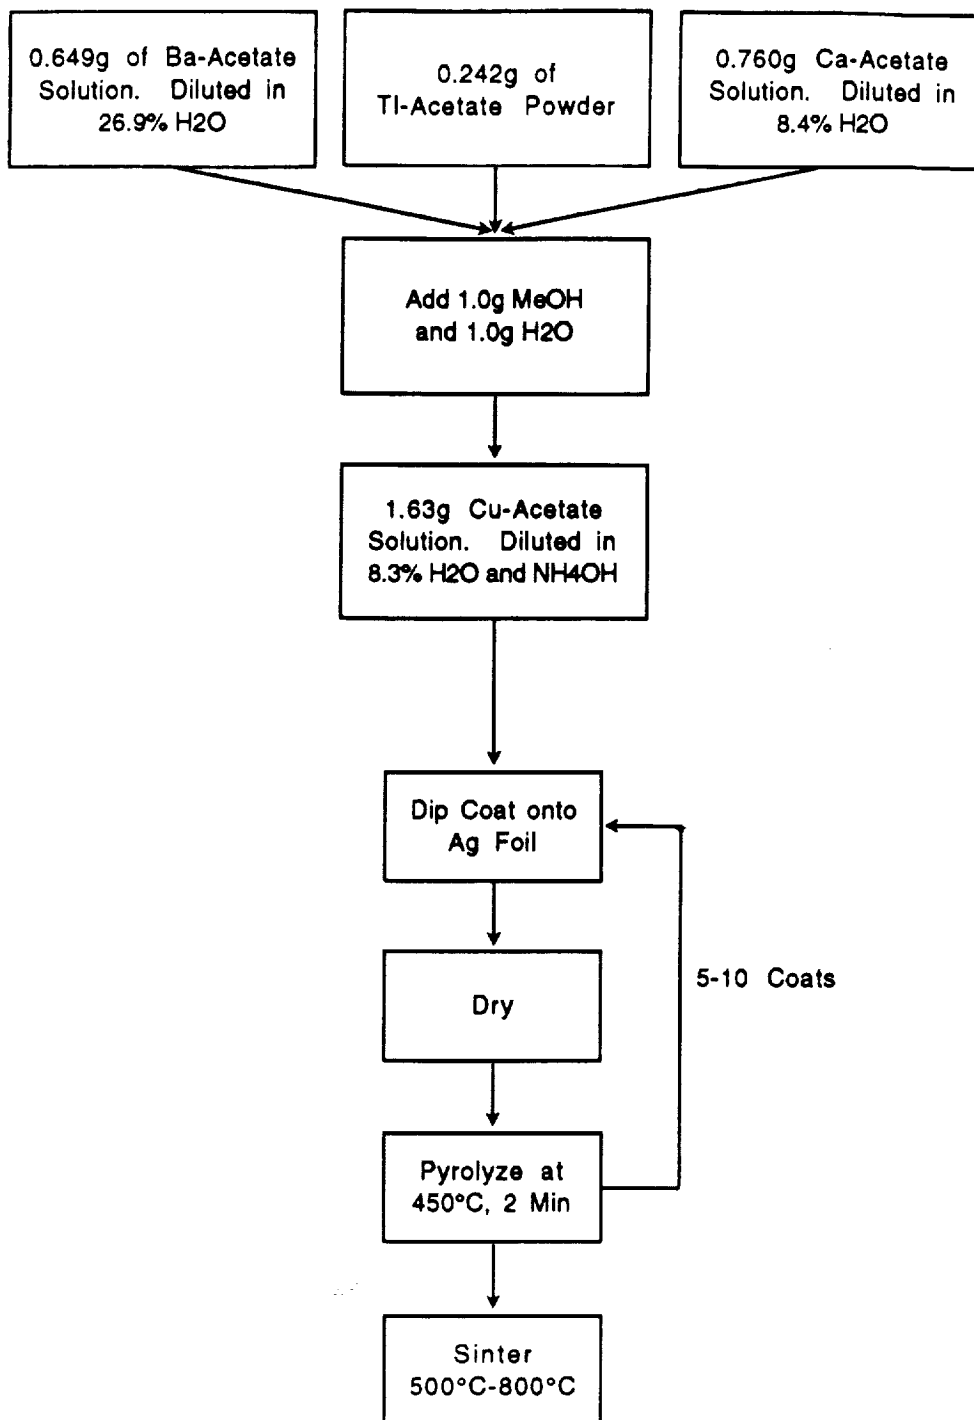 0.649g of Ba-Acetate
Solution. Diluted in
26.9% H2O
0.242g of
Tl-Acetate Powder
0.760g Ca-Acetate
Solution. Diluted in
8.4% H2O
Add 1.0g MeOH
and 1.0g H2O
1.63g Cu-Acetate
Solution. Diluted in
8.3% H2O and NH4OH
Dip Coat onto
Ag Foil
Dry
5-10 Coats
Pyrolyze at
450°C, 2 Min
Sinter
500°C-800°C